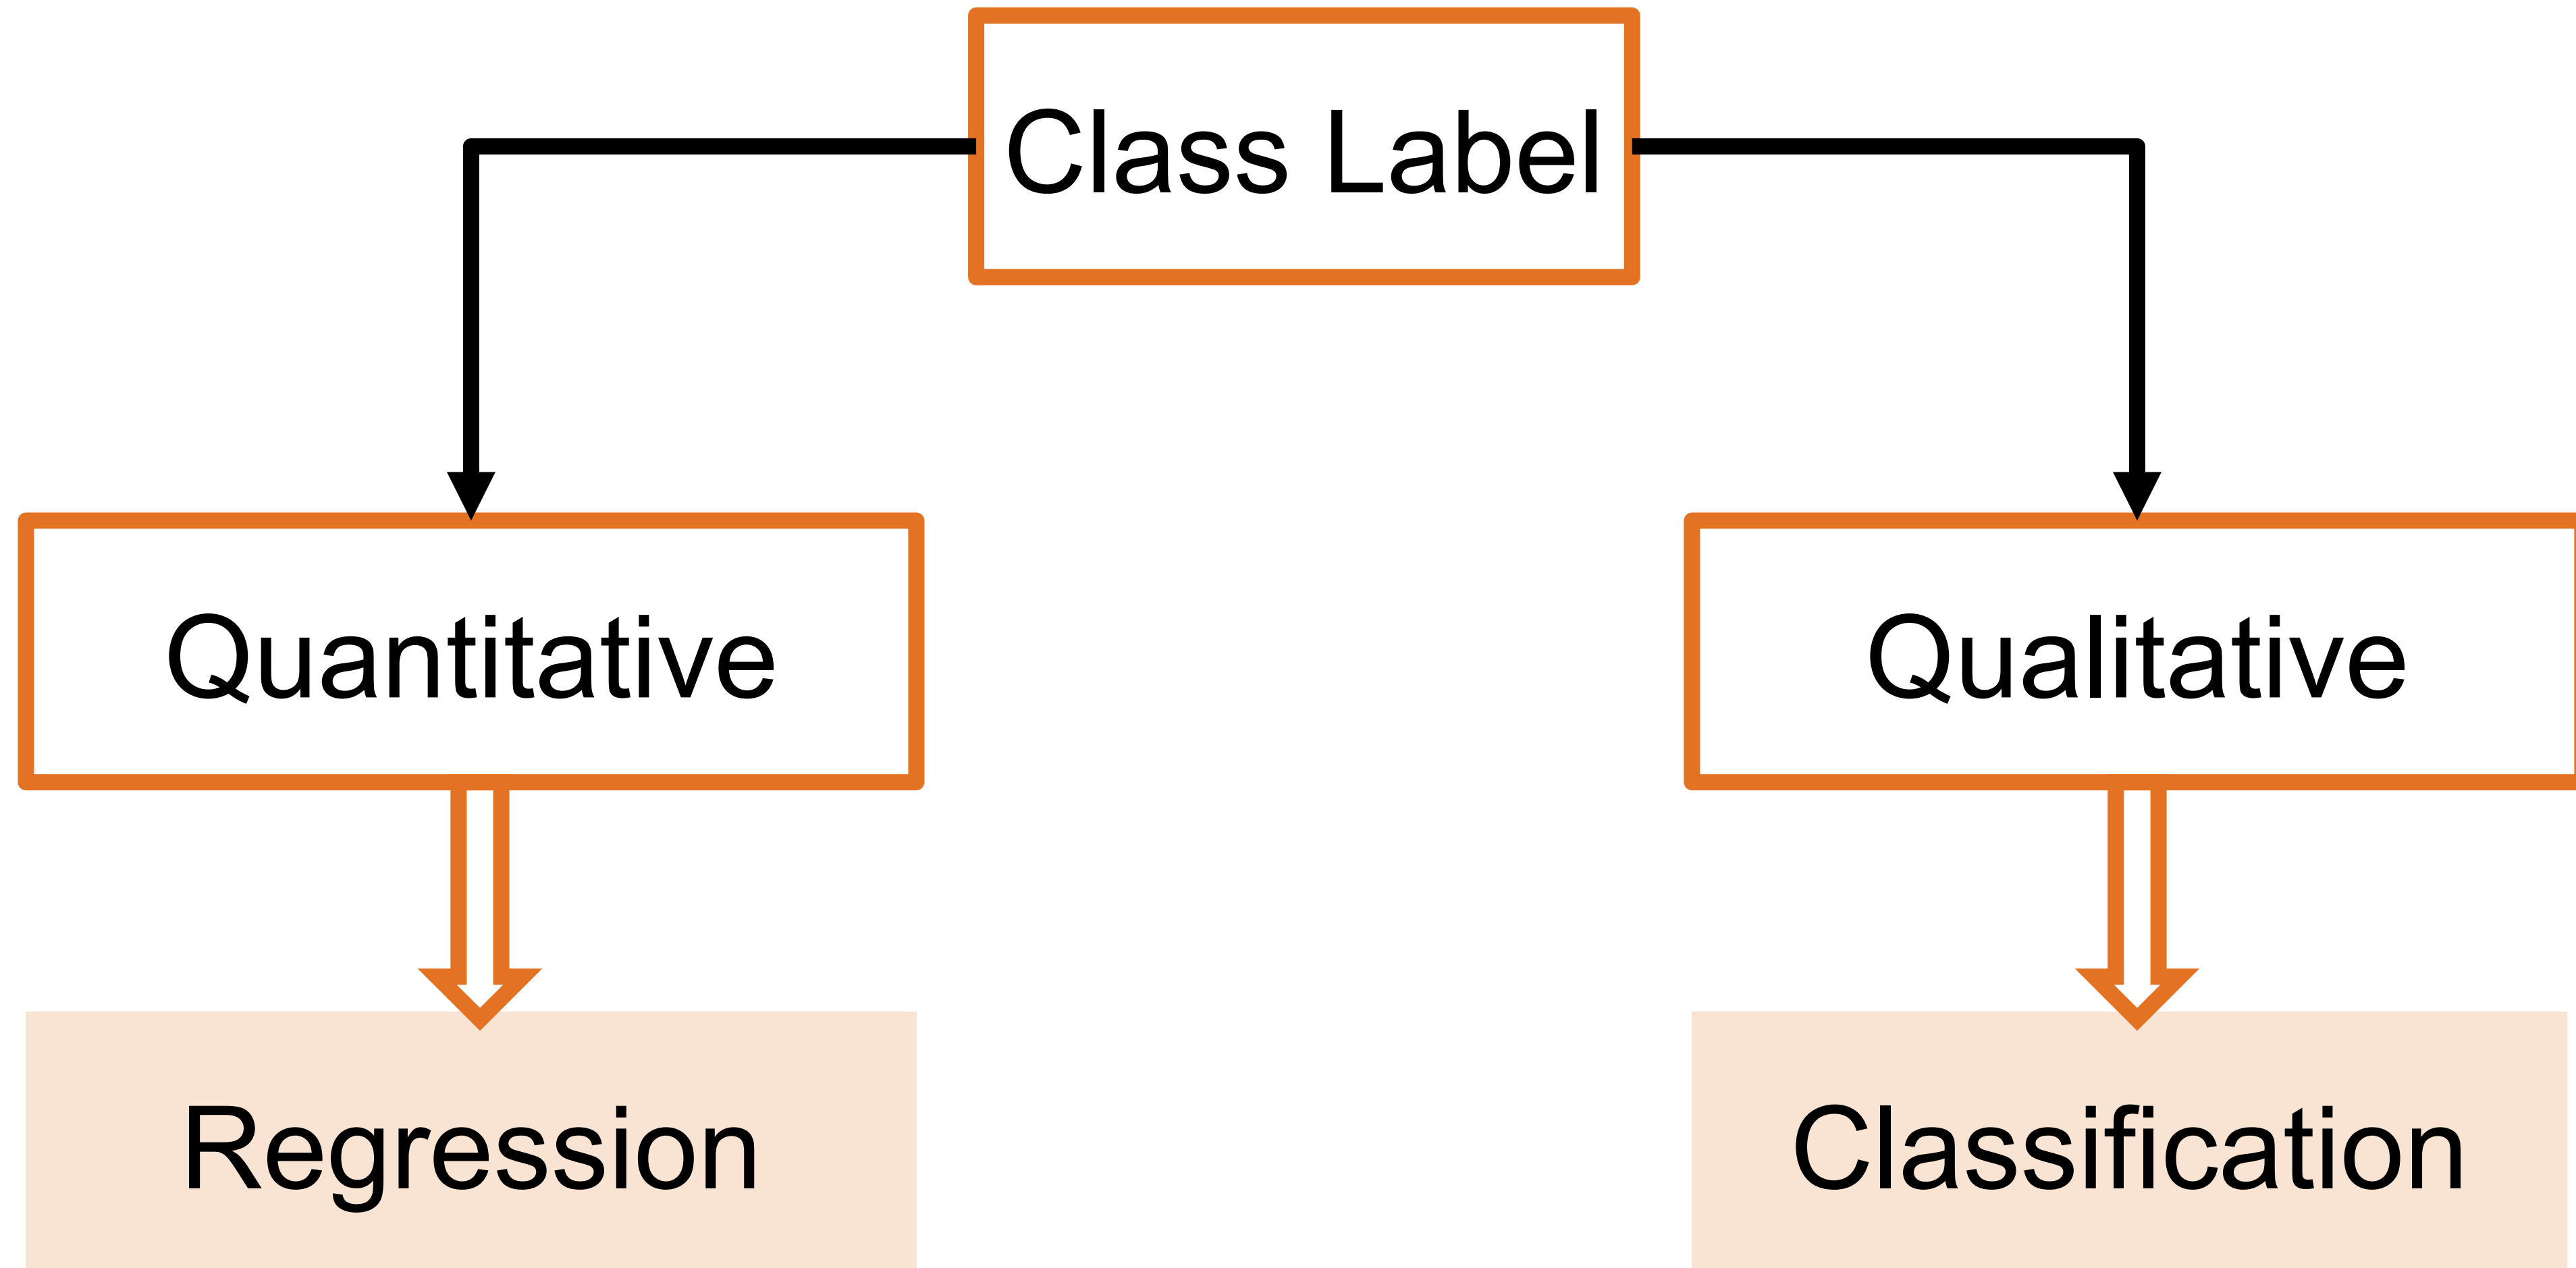 Class Label
Quantitative
Qualitative
Regression
Classification